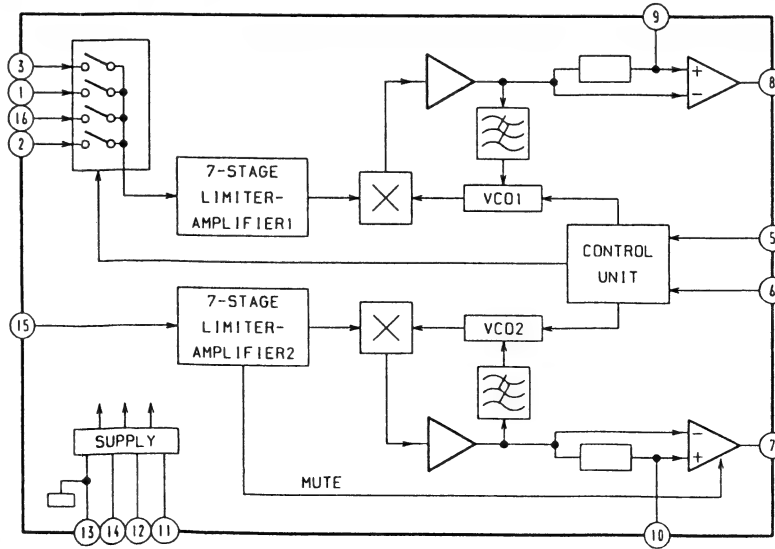 9
3
1
16
2
+
−
8
7-STAGE
LIMITER-
AMPLIFIER1
VCO1
CONTROL
UNIT
5
6
15
7-STAGE
LIMITER-
AMPLIFIER2
VCO2
SUPPLY
MUTE
−
+
7
13
14
12
11
10